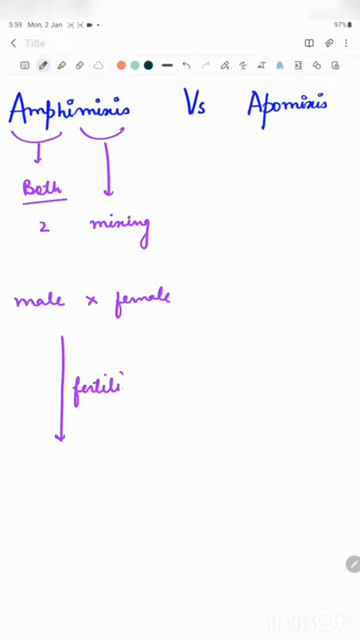 5:59 Mon, 2 Jan
97%
Title
Amphimixis Vs Apomixis
Both
2 mixing
male x female
fertili